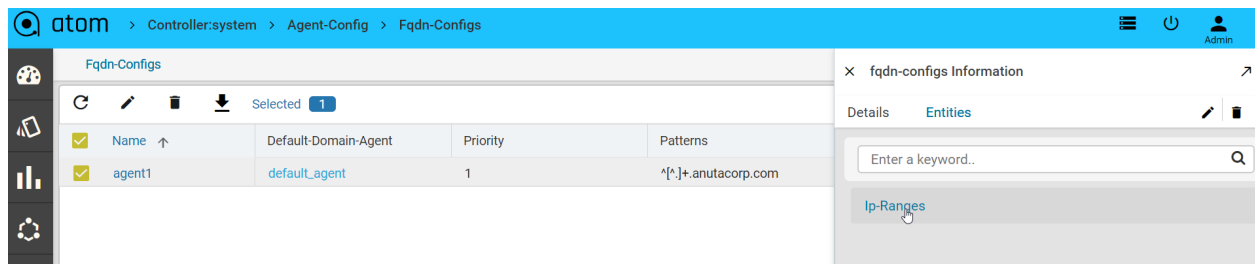 atom > Controller:system > Agent-Config > Fqdn-Configs
Admin
Fqdn-Configs
Selected 1
Name Default-Domain-Agent Priority Patterns
agent1 default_agent 1 ^[^.]+.anutacorp.com
fqdn-configs Information
Details Entities
Enter a keyword..
Ip-Ranges